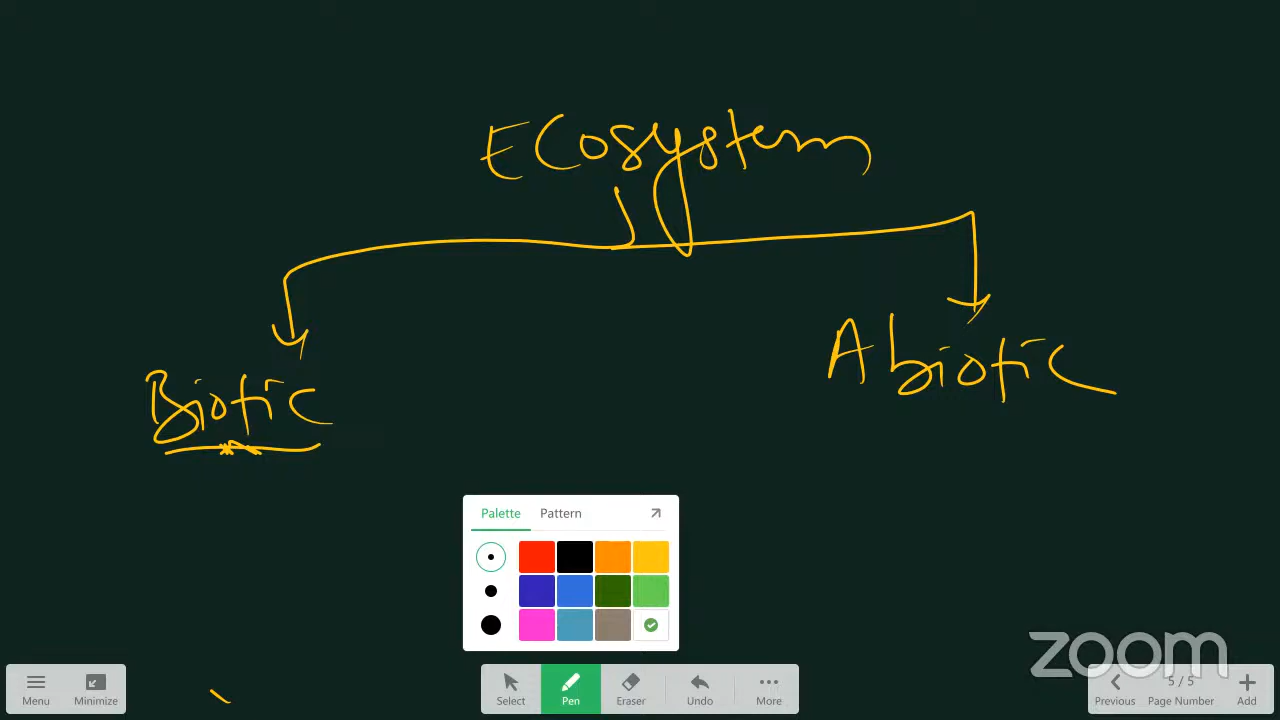 ECosystem
Biotic
Abiotic
Palette Pattern
zoom
Menu Minimize Select Pen Eraser Undo More Previous 5 / 5 Page Number Add